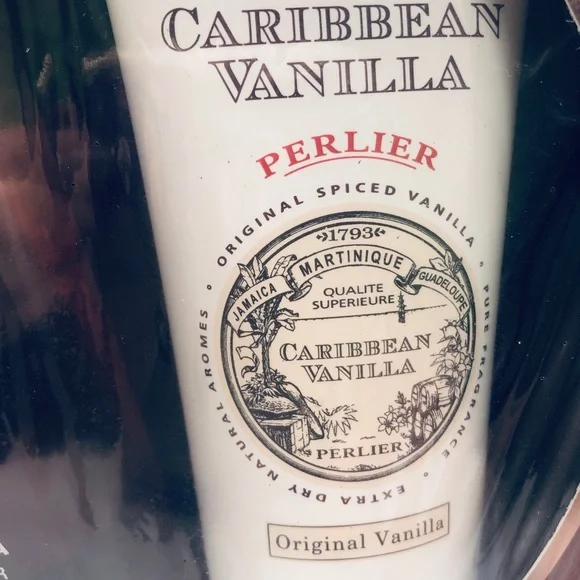 CARIBBEAN
VANILLA
PERLIER
ORIGINAL SPICED VANILLA ° PURE FRAGRANCE ° EXTRA DRY NATURAL AROMES °
›1793‹
JAMAICA MARTINIQUE GUADELOUPE
QUALITE
SUPERIEURE
CARIBBEAN
VANILLA
PERLIER
Original Vanilla